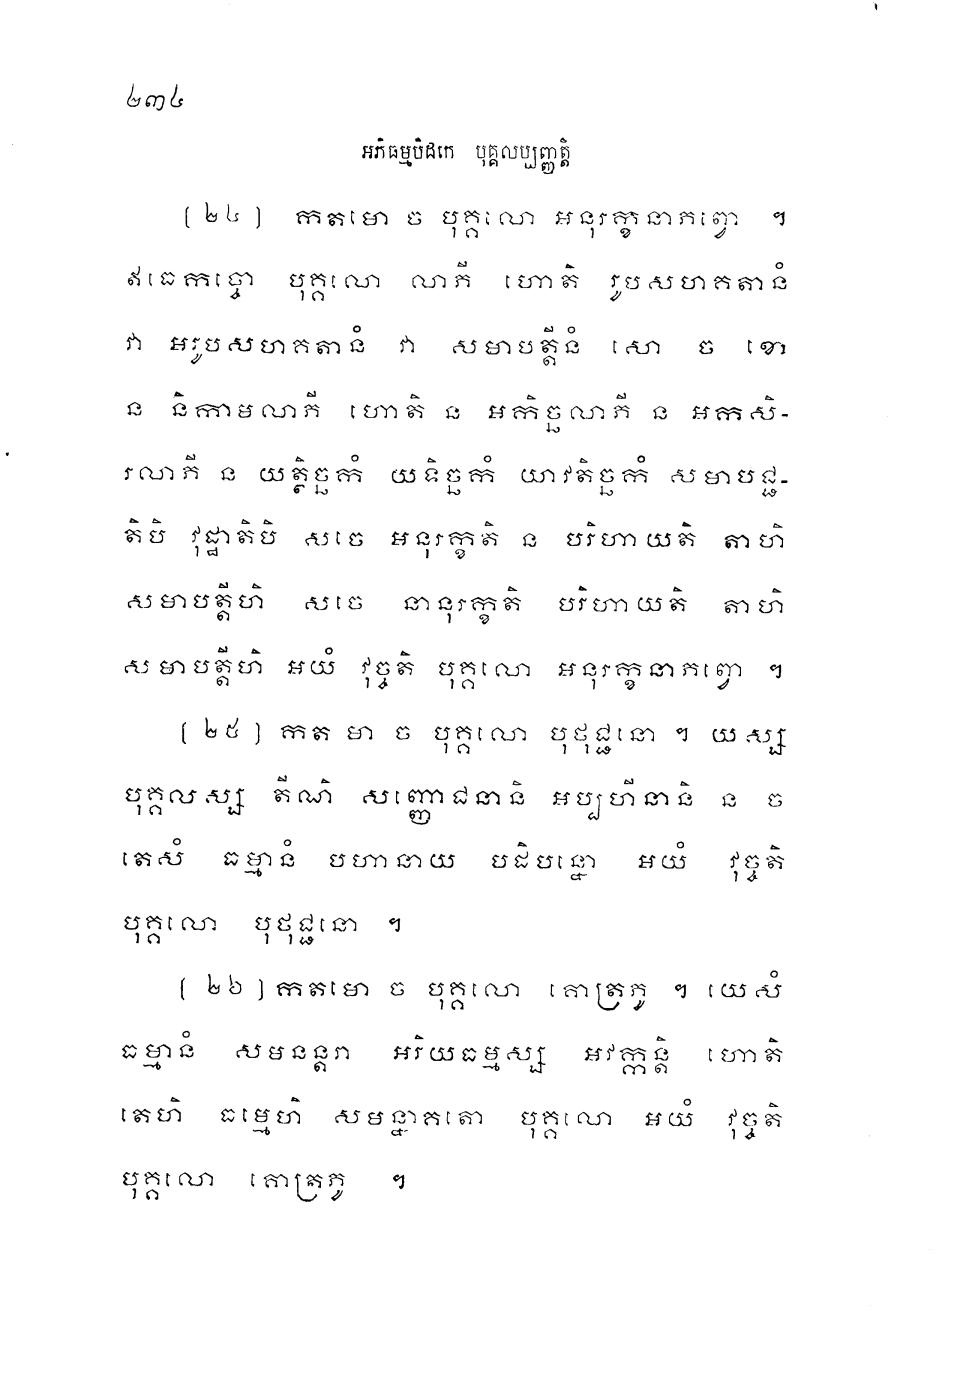 ២៣៤
អភិធម្មបិដកេ បុគ្គលប្បញ្ញត្តិ
[ ២៤ ] កតមោ ច បុគ្គលោ អនុរក្ខនាភព្វោ ។
ឥធេកច្ចោ បុគ្គលោ លាភី ហោតិ រូបសហគតានំ
វា អរូបសហគតានំ វា សមាបត្តីនំ សោ ច ខោ
ន និកាមលាភី ហោតិ ន អកិច្ឆលាភី ន អកសិ-
រលាភី ន យត្ថិច្ឆកំ យទិច្ឆកំ យាវតិច្ឆកំ សមាបជ្ជ-
តិបិ វុដ្ឋាតិបិ សចេ អនុរក្ខតិ ន បរិហាយតិ តាហិ
សមាបត្តីហិ សចេ នានុរក្ខតិ បរិហាយតិ តាហិ
សមាបត្តីហិ អយំ វុច្ចតិ បុគ្គលោ អនុរក្ខនាភព្វោ ។
[ ២៥ ] កតមោ ច បុគ្គលោ បុថុជ្ជនោ ។ យស្ស
បុគ្គលស្ស តីណិ សញ្ញោជនានិ អប្បហីនានិ ន ច
តេសំ ធម្មានំ បហានាយ បដិបន្នោ អយំ វុច្ចតិ
បុគ្គលោ បុថុជ្ជនោ ។
[ ២៦ ] កតមោ ច បុគ្គលោ គោត្រភូ ។ យេសំ
ធម្មានំ សមនន្តរា អរិយធម្មស្ស អវក្កន្តិ ហោតិ
តេហិ ធម្មេហិ សមន្នាគតោ បុគ្គលោ អយំ វុច្ចតិ
បុគ្គលោ គោត្រភូ ។